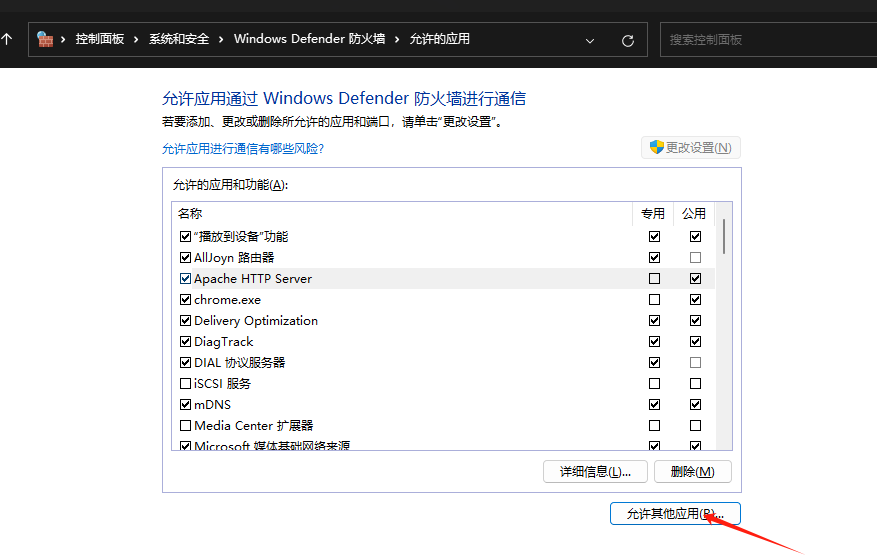 控制面板 › 系统和安全 › Windows Defender 防火墙 › 允许的应用
搜索控制面板
允许应用通过 Windows Defender 防火墙进行通信
若要添加、更改或删除所允许的应用和端口，请单击“更改设置”。
允许应用进行通信有哪些风险?
更改设置(N)
允许的应用和功能(A):
名称 专用 公用
“播放到设备”功能
AllJoyn 路由器
Apache HTTP Server
chrome.exe
Delivery Optimization
DiagTrack
DIAL 协议服务器
iSCSI 服务
mDNS
Media Center 扩展器
Microsoft 媒体基础网络来源
详细信息(L)... 删除(M)
允许其他应用(R)...